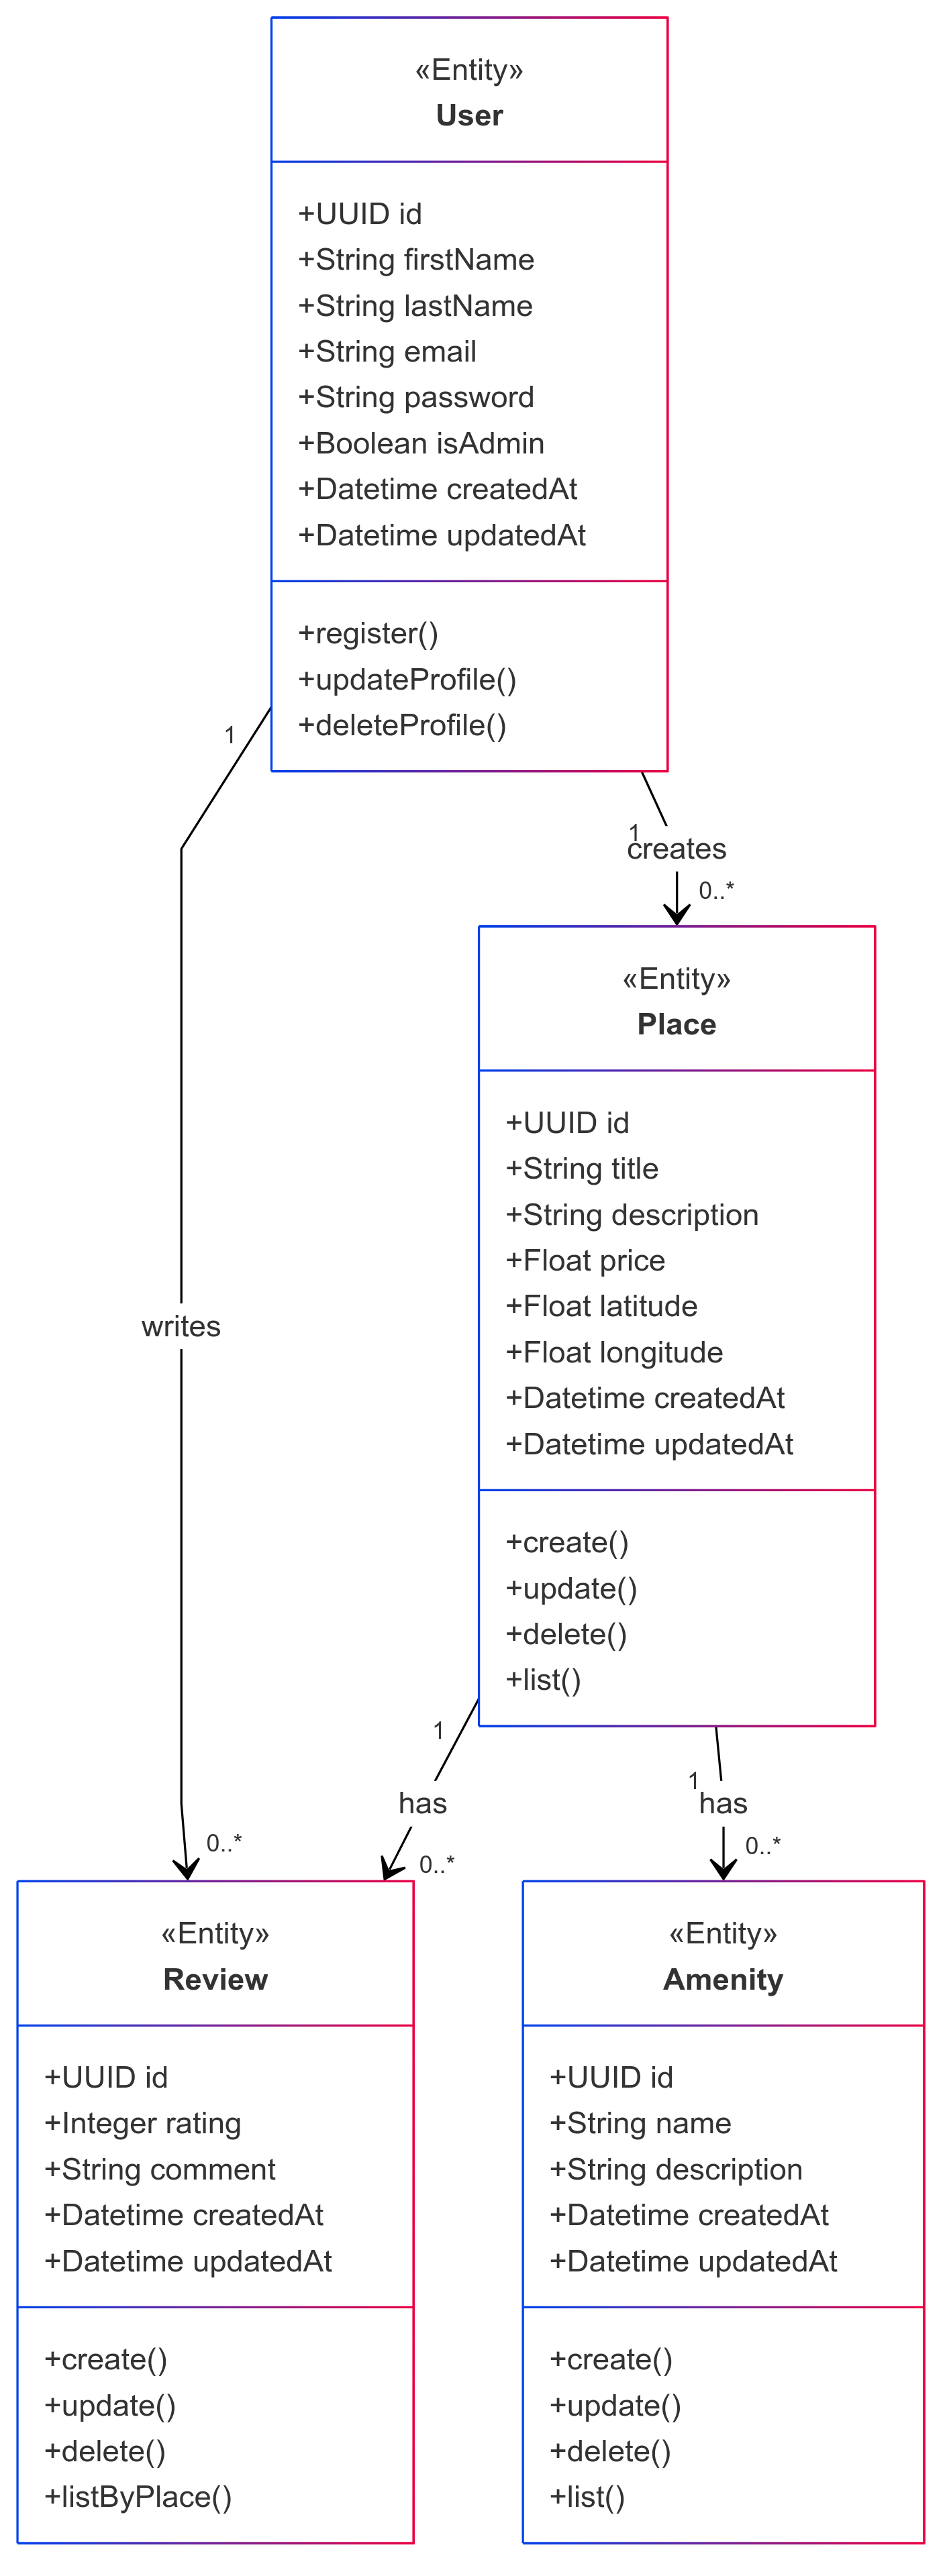 «Entity»
User
+UUID id
+String firstName
+String lastName
+String email
+String password
+Boolean isAdmin
+Datetime createdAt
+Datetime updatedAt
+register()
+updateProfile()
+deleteProfile()
1
1
creates
0..*
«Entity»
Place
+UUID id
+String title
+String description
+Float price
+Float latitude
+Float longitude
+Datetime createdAt
+Datetime updatedAt
+create()
+update()
+delete()
+list()
writes
0..*
1
has
0..*
1
has
0..*
«Entity»
Review
+UUID id
+Integer rating
+String comment
+Datetime createdAt
+Datetime updatedAt
+create()
+update()
+delete()
+listByPlace()
«Entity»
Amenity
+UUID id
+String name
+String description
+Datetime createdAt
+Datetime updatedAt
+create()
+update()
+delete()
+list()